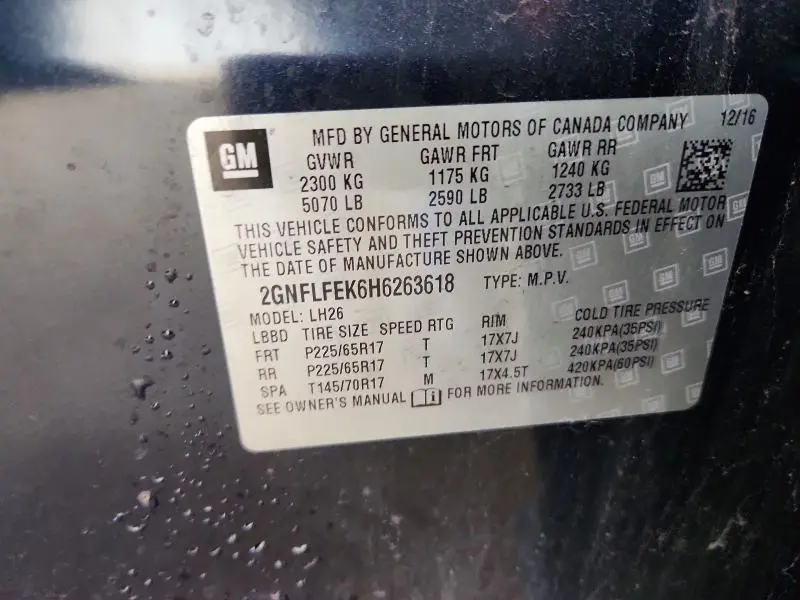 GM
MFD BY GENERAL MOTORS OF CANADA COMPANY 12/16
GVWR GAWR FRT GAWR RR
2300 KG 1175 KG 1240 KG
5070 LB 2590 LB 2733 LB
THIS VEHICLE CONFORMS TO ALL APPLICABLE U.S. FEDERAL MOTOR
VEHICLE SAFETY AND THEFT PREVENTION STANDARDS IN EFFECT ON
THE DATE OF MANUFACTURE SHOWN ABOVE.
2GNFLFEK6H6263618 TYPE: M.P.V.
MODEL: LH26
LBBD TIRE SIZE SPEED RTG RIM COLD TIRE PRESSURE
FRT P225/65R17 T 17X7J 240KPA(35PSI)
RR P225/65R17 T 17X7J 240KPA(35PSI)
SPA T145/70R17 M 17X4.5T 420KPA(60PSI)
SEE OWNER'S MANUAL FOR MORE INFORMATION.